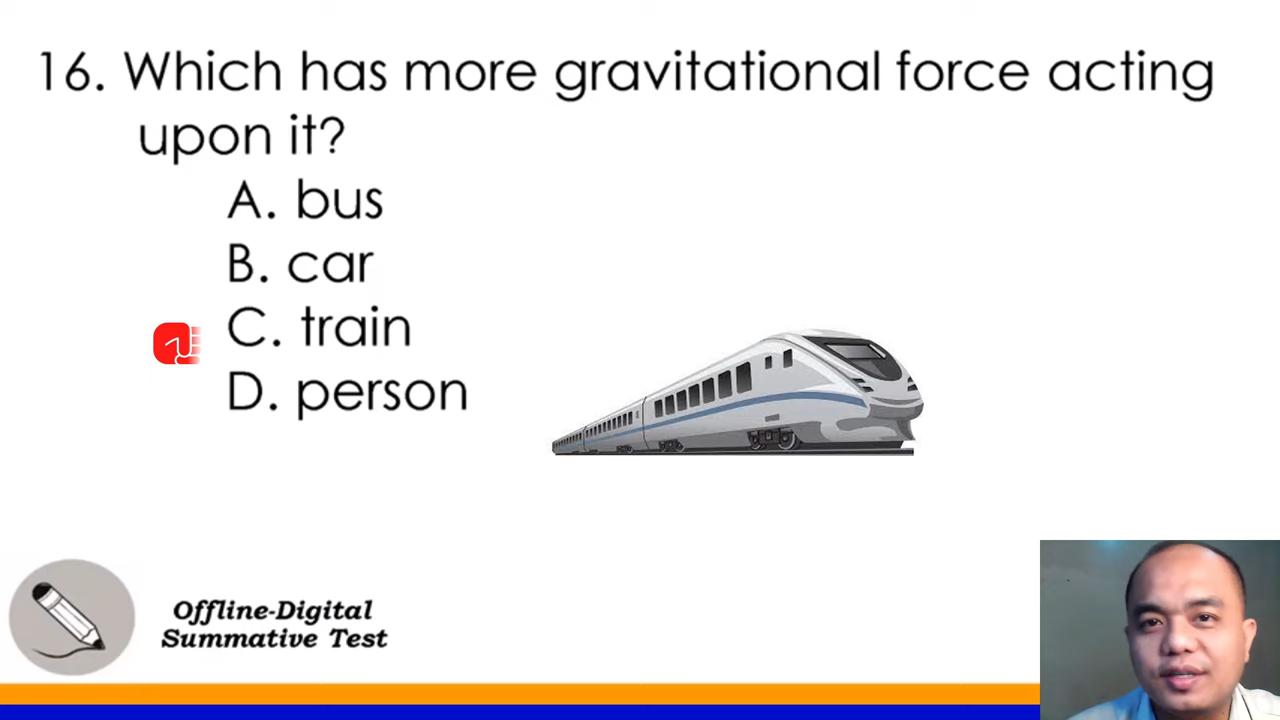 16. Which has more gravitational force acting
upon it?
A. bus
B. car
C. train
D. person
Offline-Digital
Summative Test